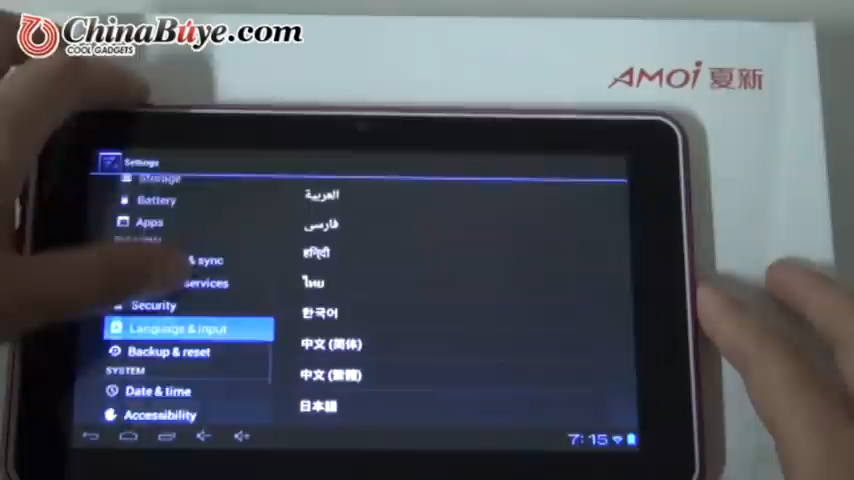 ChinaBuye.com
COOL GADGETS
AMOI 夏新
Settings
Storage
Battery
Apps
& sync
services
Security
Language & input
Backup & reset
SYSTEM
Date & time
Accessibility
العربية
فارسی
हिन्दी
ไทย
한국어
中文 (简体)
中文 (繁體)
日本語
7:15